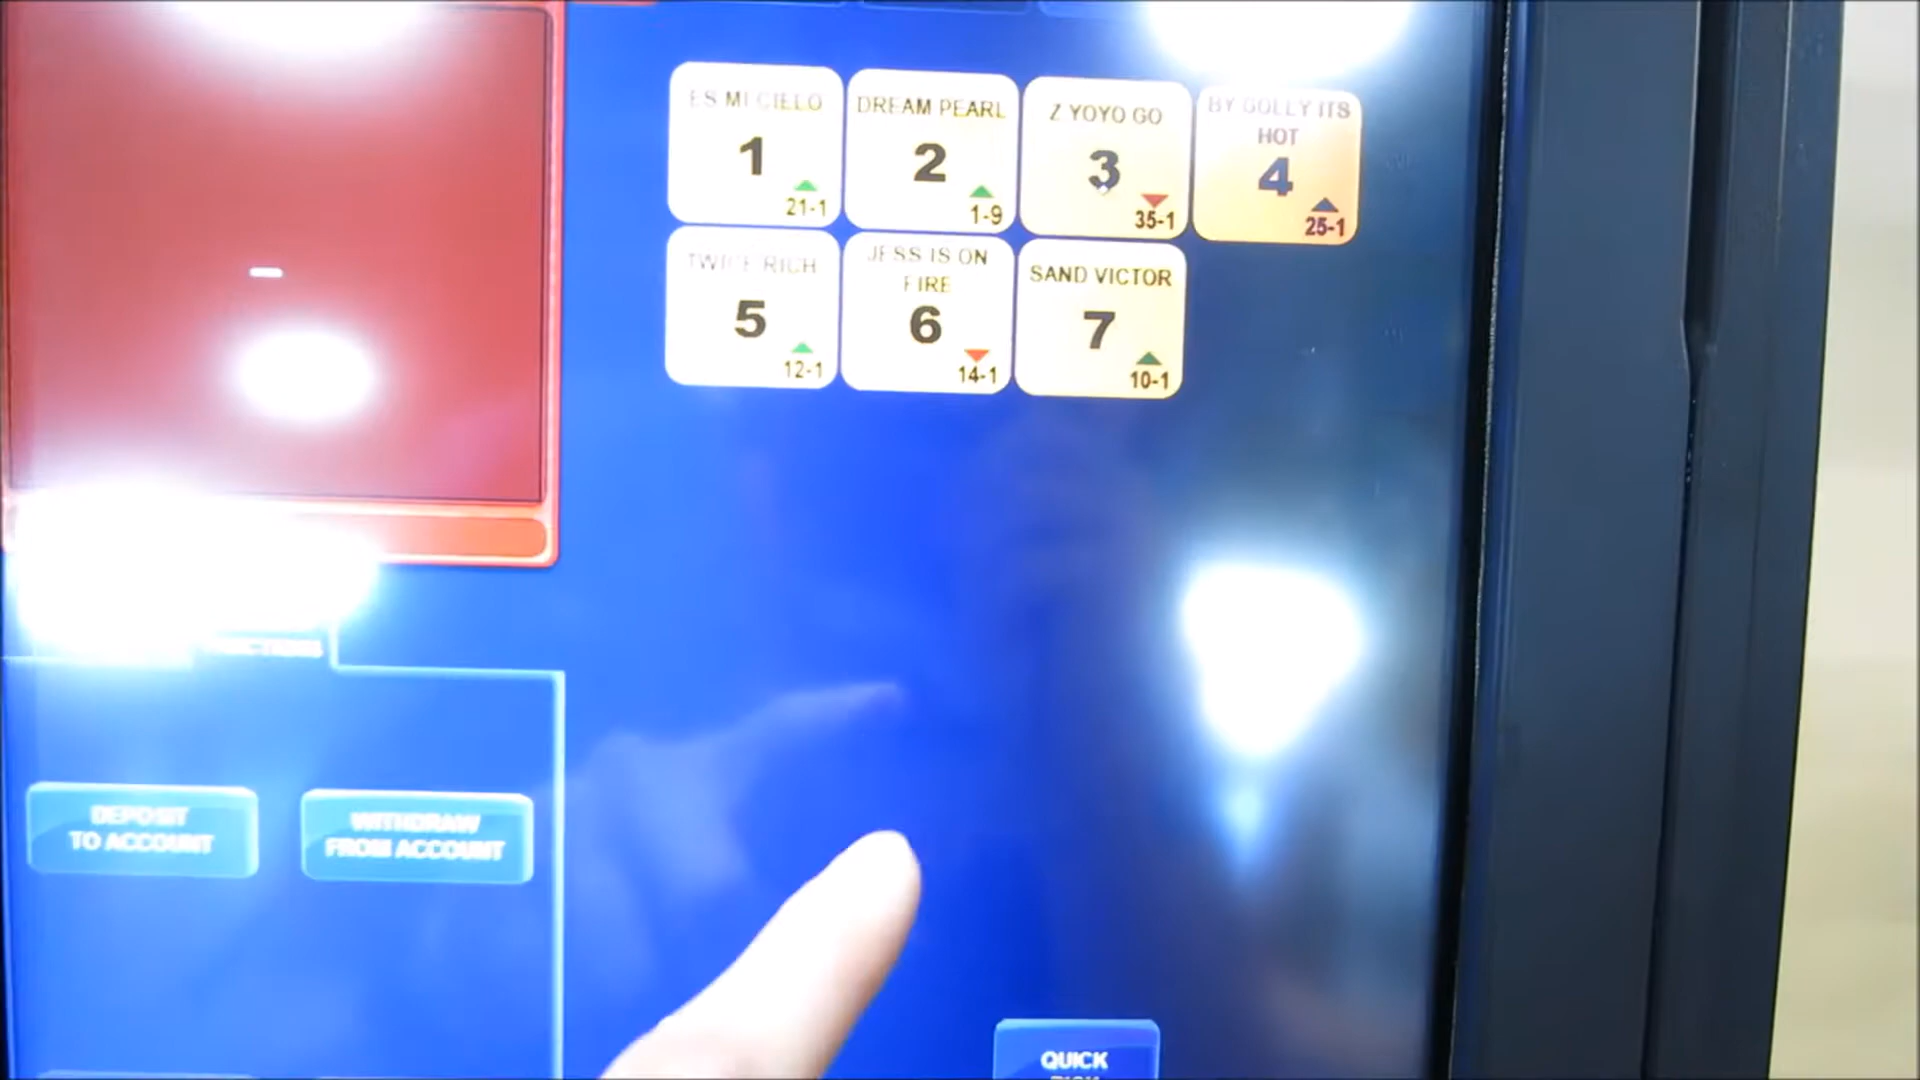 ES MI CIELO
1
21-1
DREAM PEARL
2
1-9
Z YOYO GO
3
35-1
BY GOLLY ITS
HOT
4
25-1
TWICE RICH
5
12-1
JESS IS ON
FIRE
6
14-1
SAND VICTOR
7
10-1
DEPOSIT
TO ACCOUNT
WITHDRAW
FROM ACCOUNT
QUICK